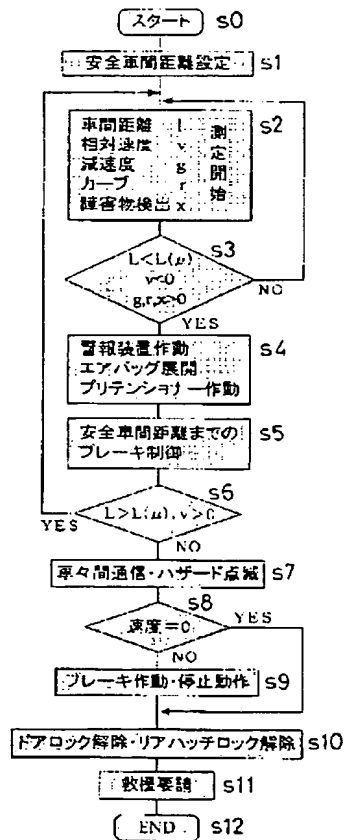 スタート s0
安全車間距離設定 s1
s2
車間距離 l
相対速度 v
減速度 g
カーブ r
障害物検出 x
測定開始
s3
L<L(μ)
v<0
g,r,x>0
NO
YES
警報装置作動 s4
エアバッグ展開
プリテンショナー作動
安全車間距離までの s5
ブレーキ制御
s6
L>L(μ),v>0
YES
NO
車々間通信・ハザード点滅 s7
s8
速度=0
YES
NO
ブレーキ作動・停止動作 s9
ドアロック解除・リアハッチロック解除 s10
救援要請 s11
END s12